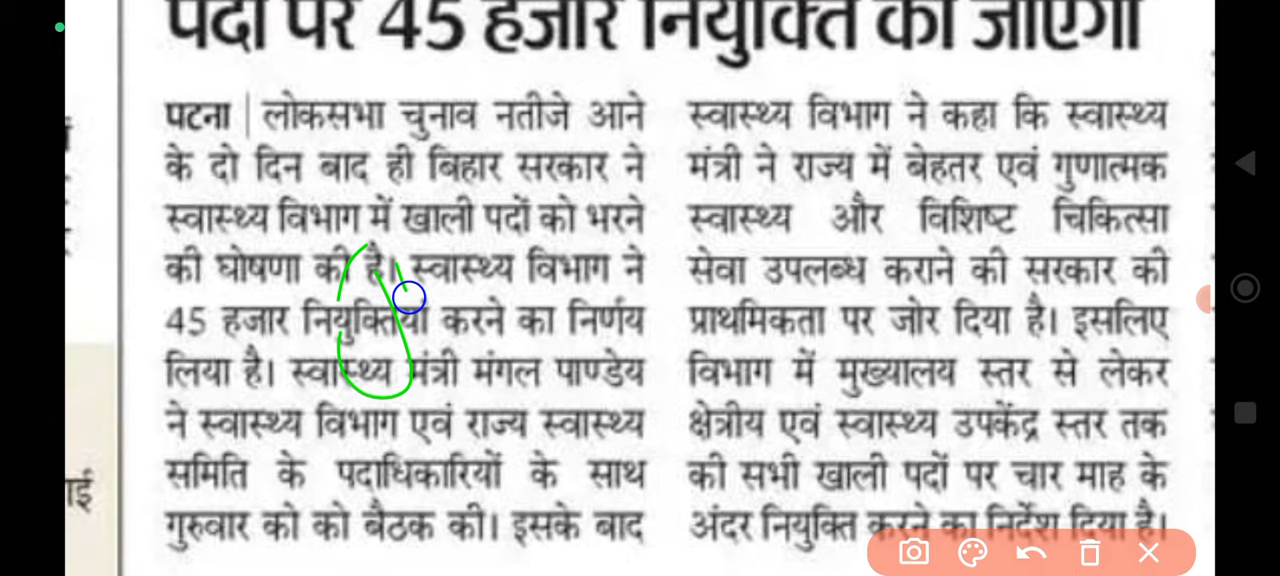 पदों पर 45 हजार नियुक्ति की जाएगी
पटना | लोकसभा चुनाव नतीजे आने
के दो दिन बाद ही बिहार सरकार ने
स्वास्थ्य विभाग में खाली पदों को भरने
की घोषणा की है। स्वास्थ्य विभाग ने
45 हजार नियुक्तियां करने का निर्णय
लिया है। स्वास्थ्य मंत्री मंगल पाण्डेय
ने स्वास्थ्य विभाग एवं राज्य स्वास्थ्य
समिति के पदाधिकारियों के साथ
गुरुवार को को बैठक की। इसके बाद
स्वास्थ्य विभाग ने कहा कि स्वास्थ्य
मंत्री ने राज्य में बेहतर एवं गुणात्मक
स्वास्थ्य और विशिष्ट चिकित्सा
सेवा उपलब्ध कराने की सरकार की
प्राथमिकता पर जोर दिया है। इसलिए
विभाग में मुख्यालय स्तर से लेकर
क्षेत्रीय एवं स्वास्थ्य उपकेंद्र स्तर तक
की सभी खाली पदों पर चार माह के
अंदर नियुक्ति करने का निर्देश दिया है।